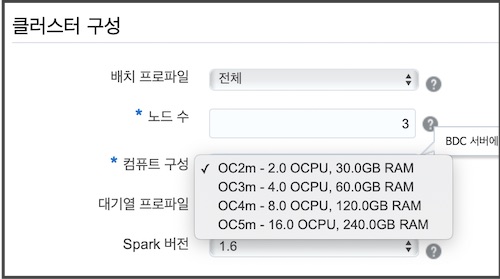 클러스터 구성
배치 프로파일 전체 ?
* 노드 수 3 ?
BDC 서버에
* 컴퓨트 구성 ✓ OC2m - 2.0 OCPU, 30.0GB RAM
OC3m - 4.0 OCPU, 60.0GB RAM
대기열 프로파일 OC4m - 8.0 OCPU, 120.0GB RAM
OC5m - 16.0 OCPU, 240.0GB RAM
Spark 버전 1.6 ?